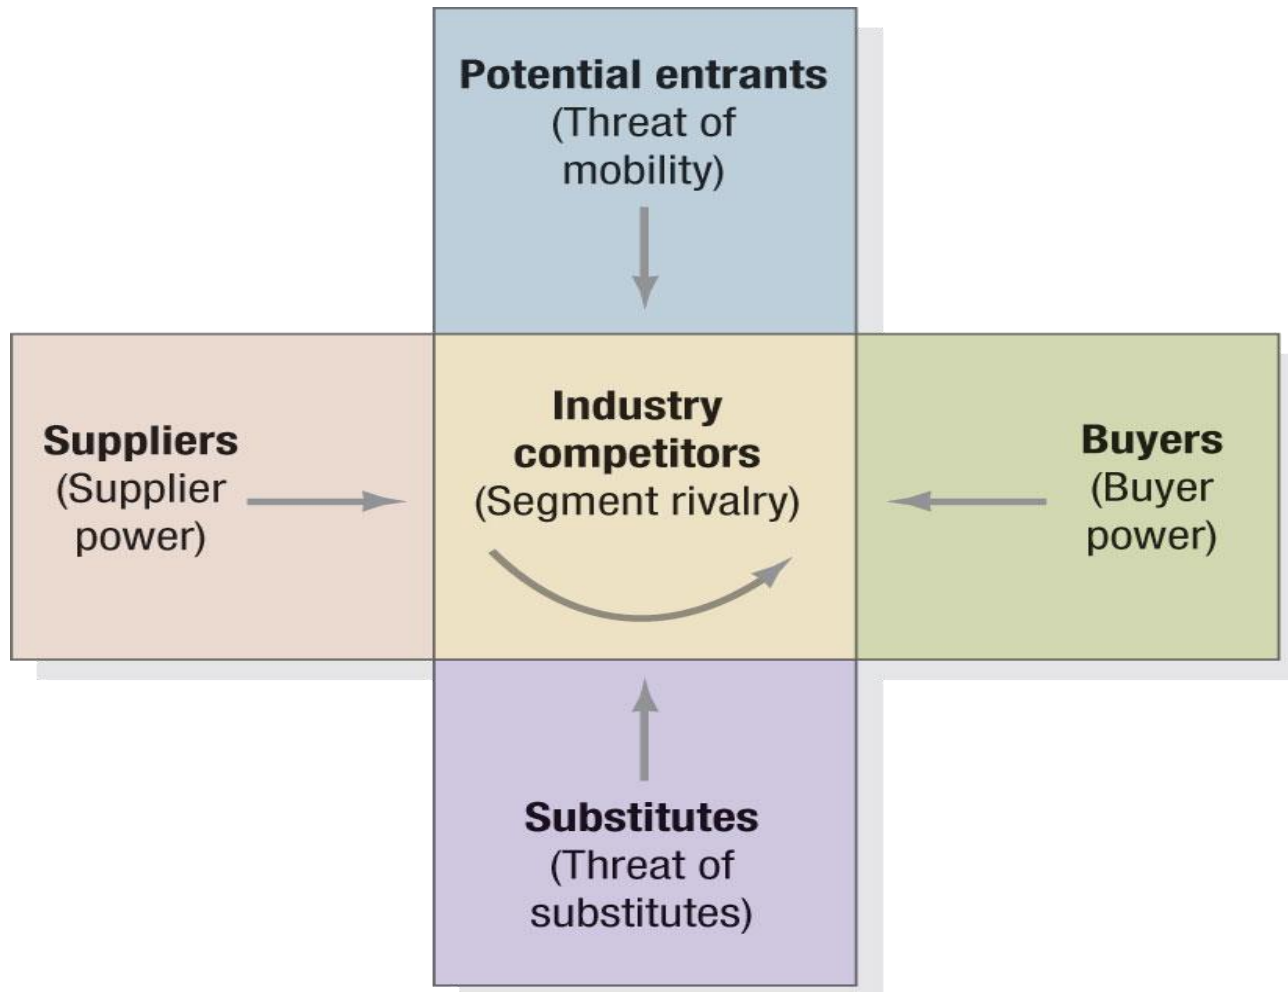 Potential entrants
(Threat of
mobility)
Suppliers
(Supplier
power)
Industry
competitors
(Segment rivalry)
Buyers
(Buyer
power)
Substitutes
(Threat of
substitutes)